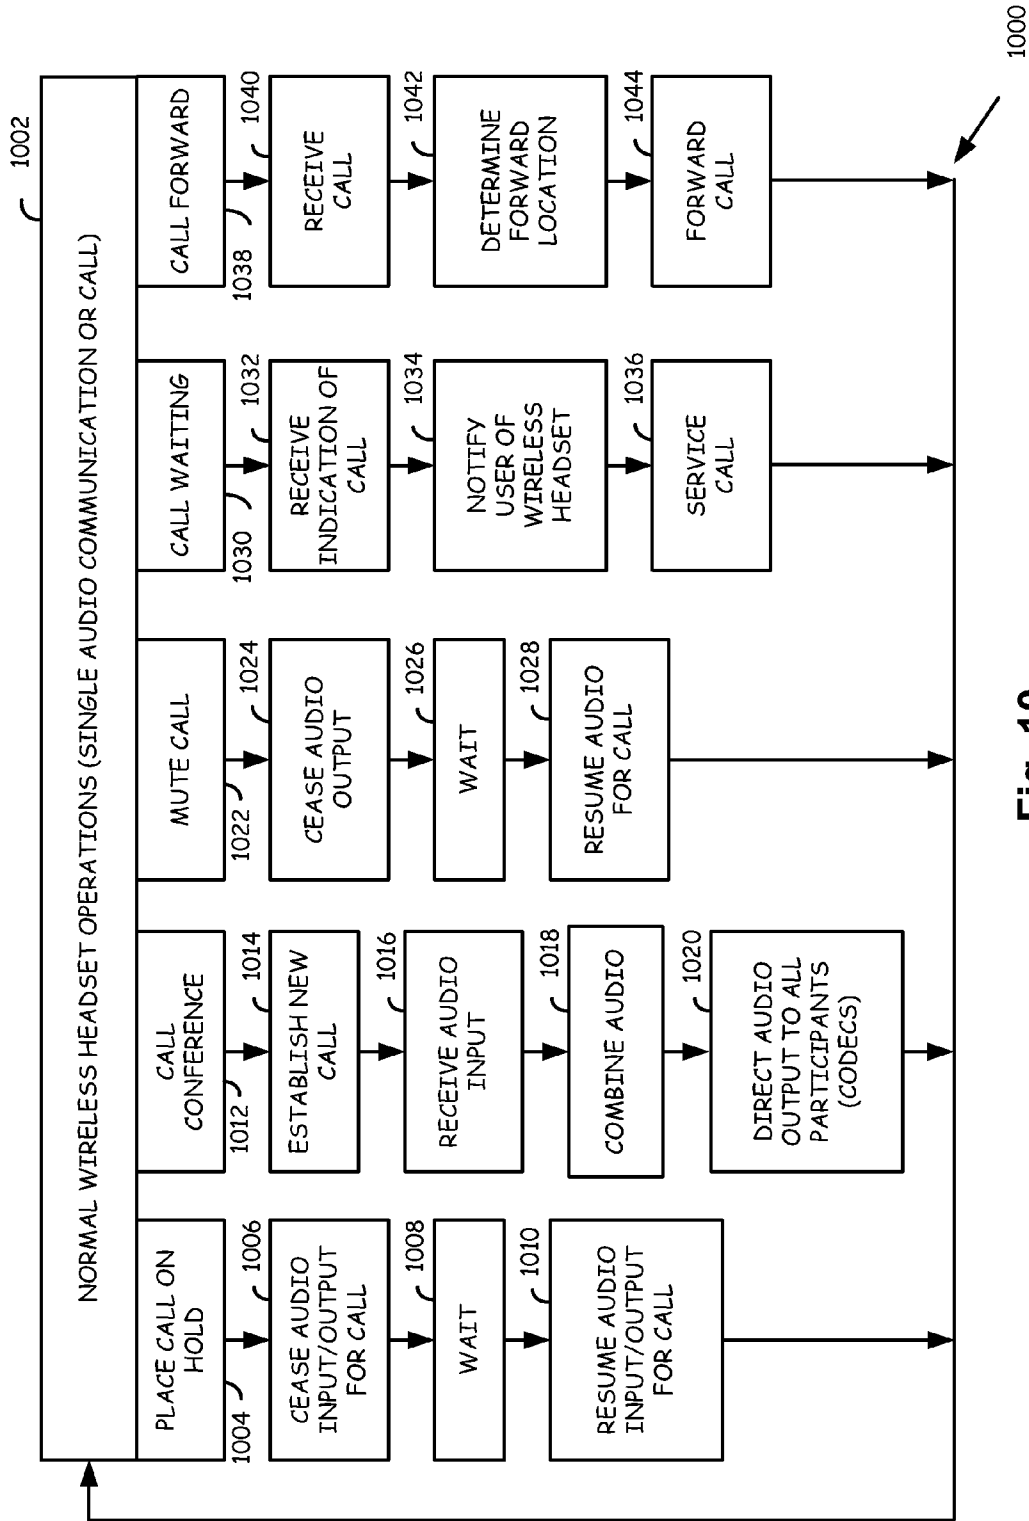 1002
NORMAL WIRELESS HEADSET OPERATIONS (SINGLE AUDIO COMMUNICATION OR CALL)
PLACE CALL ON
HOLD
1004
1006
CEASE AUDIO
INPUT/OUTPUT
FOR CALL
1008
WAIT
1010
RESUME AUDIO
INPUT/OUTPUT
FOR CALL
CALL
CONFERENCE
1012
1014
ESTABLISH NEW
CALL
1016
RECEIVE AUDIO
INPUT
1018
COMBINE AUDIO
1020
DIRECT AUDIO
OUTPUT TO ALL
PARTICIPANTS
(CODECS)
MUTE CALL
1022
1024
CEASE AUDIO
OUTPUT
1026
WAIT
1028
RESUME AUDIO
FOR CALL
CALL WAITING
1030
1032
RECEIVE
INDICATION OF
CALL
1034
NOTIFY
USER OF
WIRELESS
HEADSET
1036
SERVICE
CALL
CALL FORWARD
1038
1040
RECEIVE
CALL
1042
DETERMINE
FORWARD
LOCATION
1044
FORWARD
CALL
1000
Fig. 10